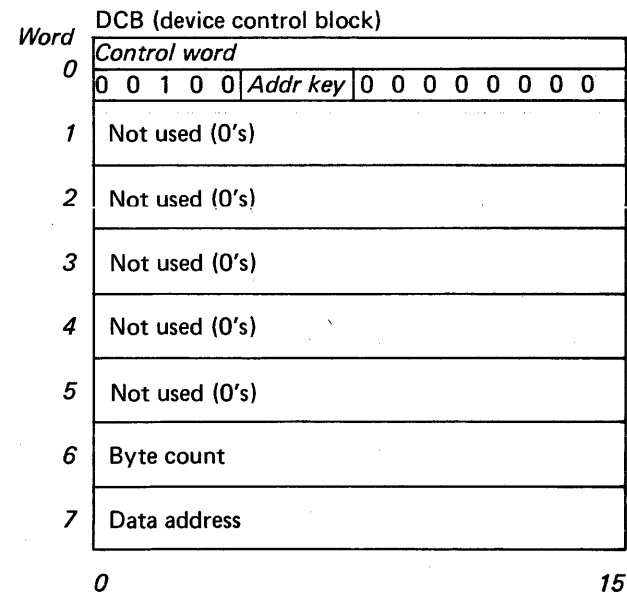 DCB (device control block)
Word
Control word
0
0 0 1 0 0 Addr key 0 0 0 0 0 0 0 0
1 Not used (0's)
2 Not used (0's)
3 Not used (0's)
4 Not used (0's)
5 Not used (0's)
6 Byte count
7 Data address
0 15